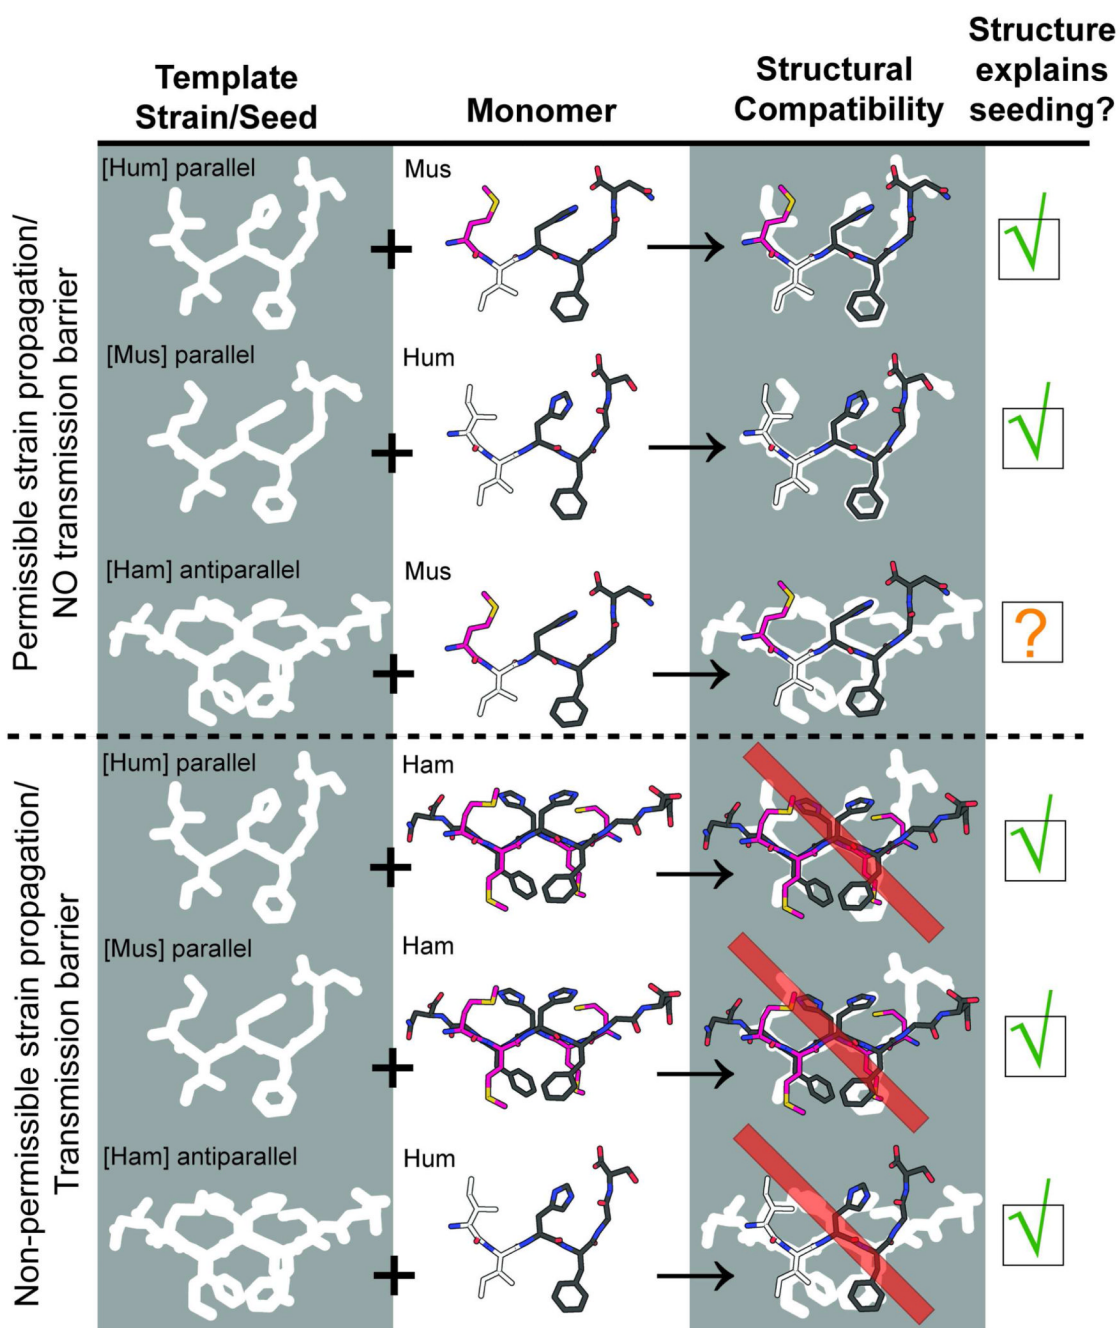 Template
Strain/Seed
Monomer
Structural
Compatibility
Structure
explains
seeding?
Permissible strain propagation/
NO transmission barrier
[Hum] parallel
+
Mus
[Mus] parallel
+
Hum
[Ham] antiparallel
+
Mus
?
Non-permissible strain propagation/
Transmission barrier
[Hum] parallel
+
Ham
[Mus] parallel
+
Ham
[Ham] antiparallel
+
Hum